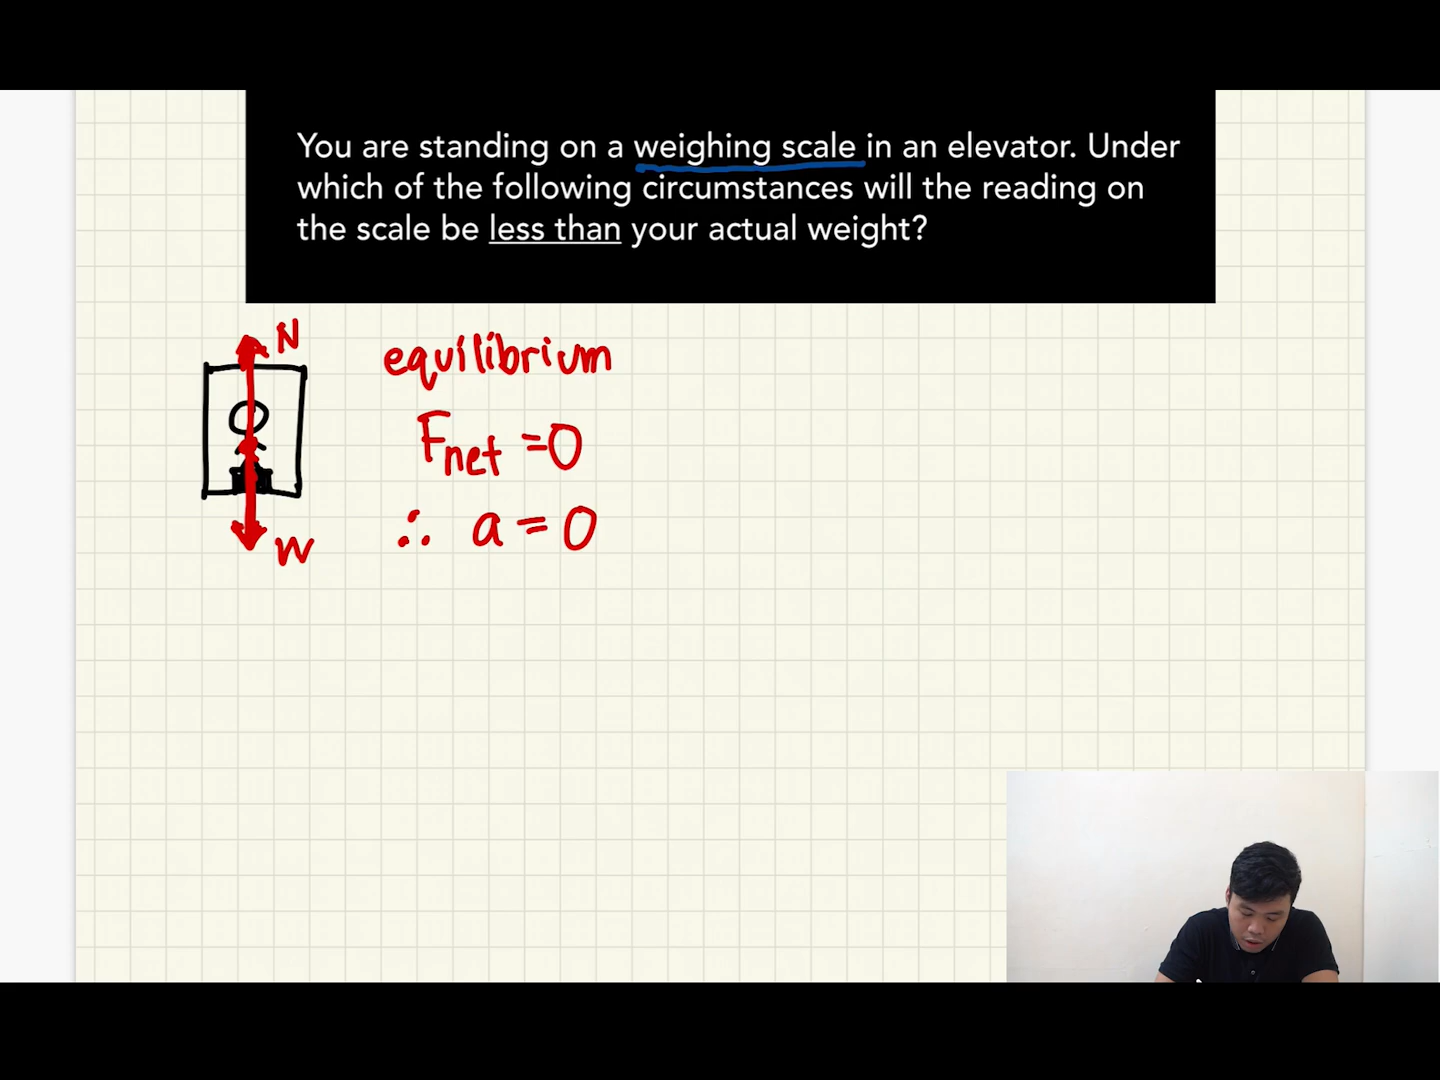 You are standing on a weighing scale in an elevator. Under
which of the following circumstances will the reading on
the scale be less than your actual weight?
N
equilibrium
Fnet =0
∴ a = 0
W